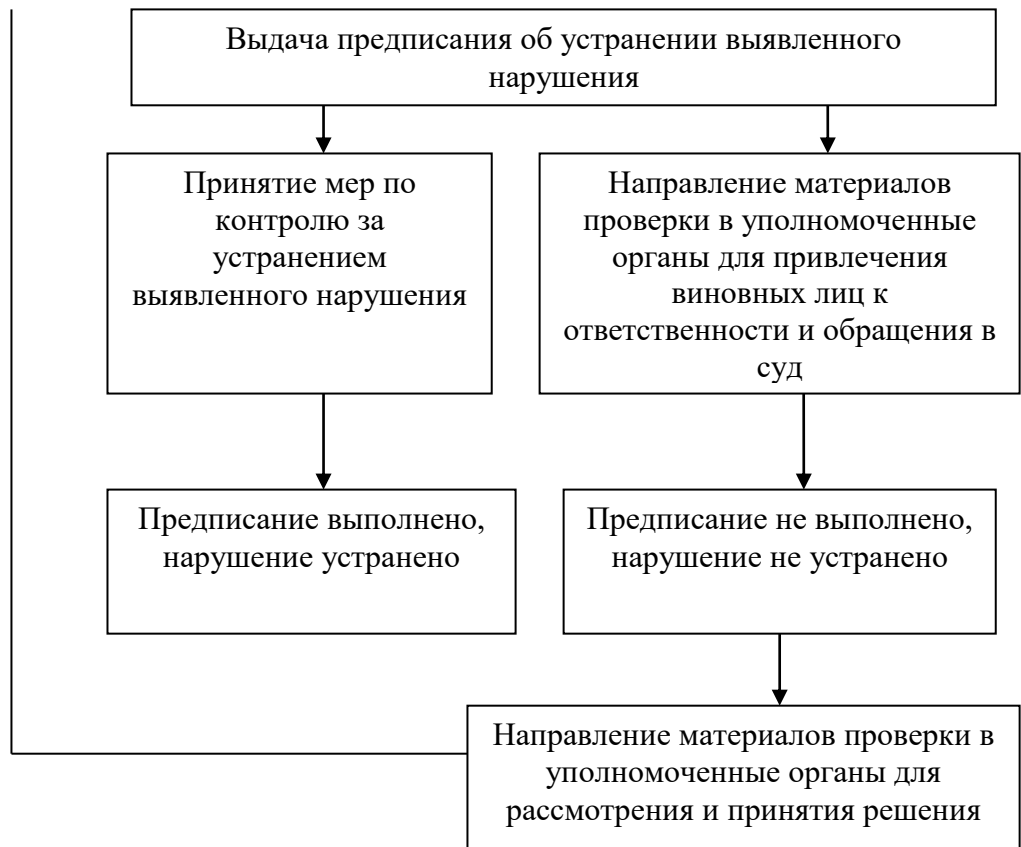 Выдача предписания об устранении выявленного
нарушения
Принятие мер по
контролю за
устранением
выявленного нарушения
Направление материалов
проверки в уполномоченные
органы для привлечения
виновных лиц к
ответственности и обращения в
суд
Предписание выполнено,
нарушение устранено
Предписание не выполнено,
нарушение не устранено
Направление материалов проверки в
уполномоченные органы для
рассмотрения и принятия решения